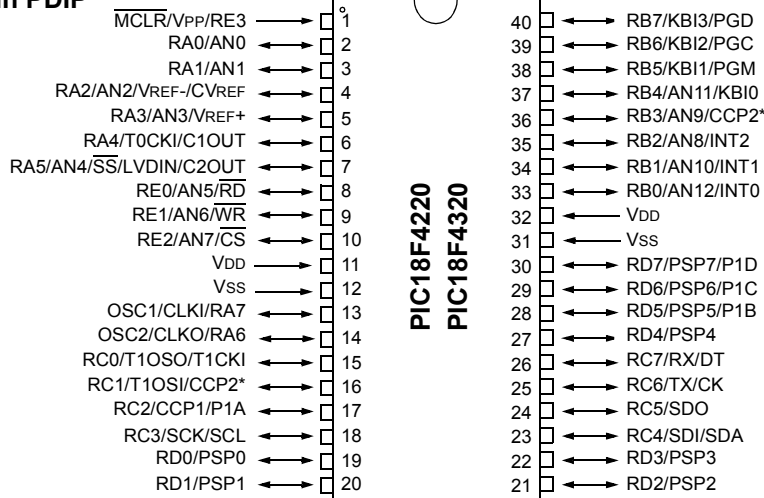 MCLR/VPP/RE3 1 40 RB7/KBI3/PGD
RA0/AN0 2 39 RB6/KBI2/PGC
RA1/AN1 3 38 RB5/KBI1/PGM
RA2/AN2/VREF-/CVREF 4 37 RB4/AN11/KBI0
RA3/AN3/VREF+ 5 36 RB3/AN9/CCP2*
RA4/T0CKI/C1OUT 6 35 RB2/AN8/INT2
RA5/AN4/SS/LVDIN/C2OUT 7 34 RB1/AN10/INT1
RE0/AN5/RD 8 33 RB0/AN12/INT0
RE1/AN6/WR 9 32 VDD
RE2/AN7/CS 10 31 VSS
VDD 11 30 RD7/PSP7/P1D
VSS 12 29 RD6/PSP6/P1C
OSC1/CLKI/RA7 13 28 RD5/PSP5/P1B
OSC2/CLKO/RA6 14 27 RD4/PSP4
RC0/T1OSO/T1CKI 15 26 RC7/RX/DT
RC1/T1OSI/CCP2* 16 25 RC6/TX/CK
RC2/CCP1/P1A 17 24 RC5/SDO
RC3/SCK/SCL 18 23 RC4/SDI/SDA
RD0/PSP0 19 22 RD3/PSP3
RD1/PSP1 20 21 RD2/PSP2
PIC18F4220
PIC18F4320